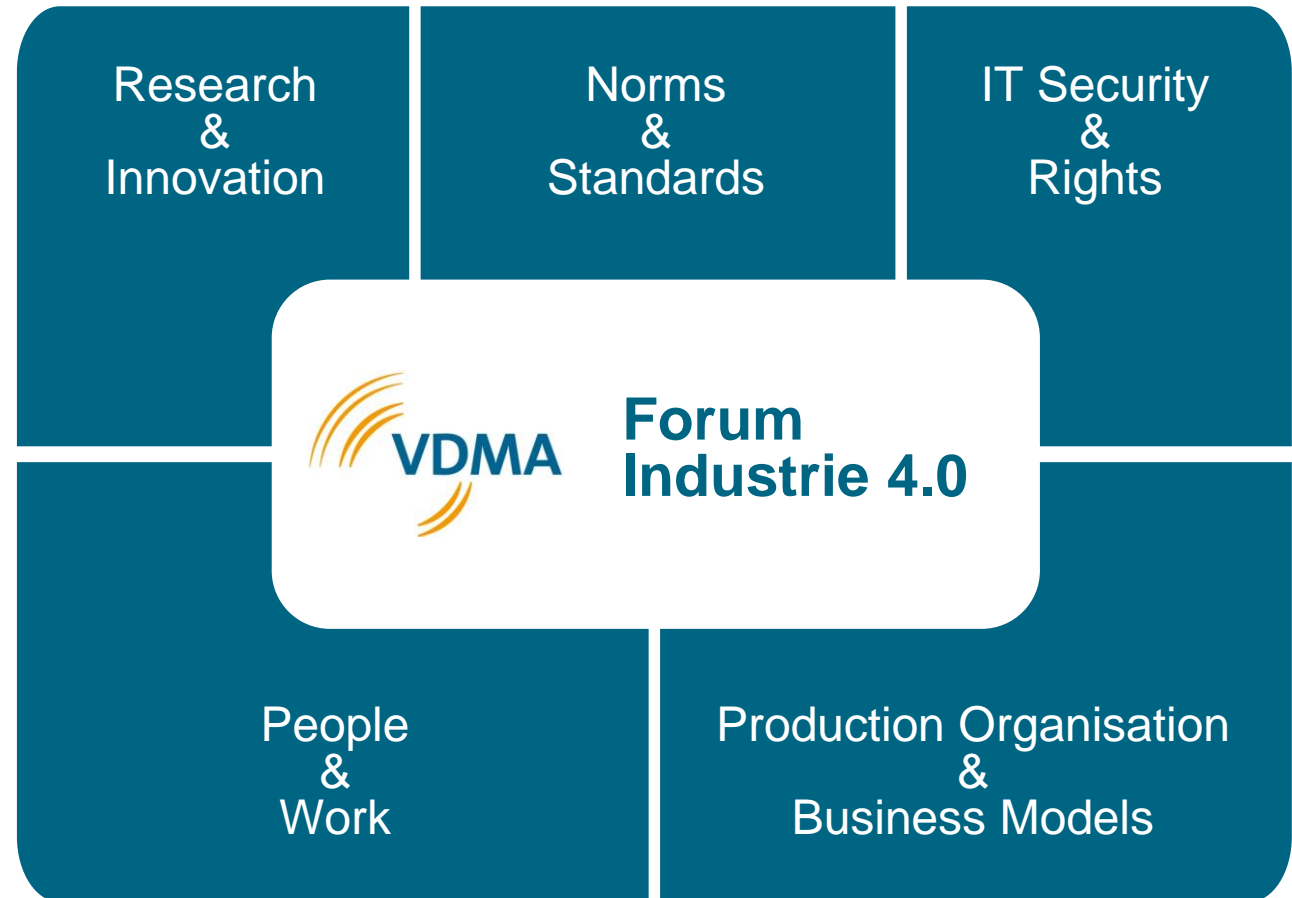 Research
&
Innovation
Norms
&
Standards
IT Security
&
Rights
VDMA
Forum
Industrie 4.0
People
&
Work
Production Organisation
&
Business Models